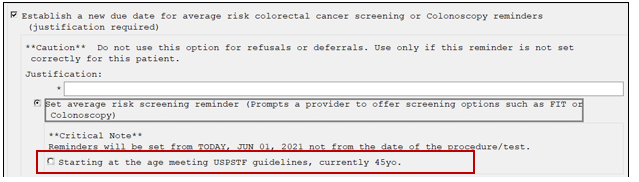 Establish a new due date for average risk colorectal cancer screening or Colonoscopy reminders
(justification required)
**Caution** Do not use this option for refusals or deferrals. Use only if this reminder is not set
correctly for this patient.
Justification:
*
Set average risk screening reminder (Prompts a provider to offer screening options such as FIT or
Colonoscopy)
**Critical Note**
Reminders will be set from TODAY, JUN 01, 2021 not from the date of the procedure/test.
Starting at the age meeting USPSTF guidelines, currently 45yo.